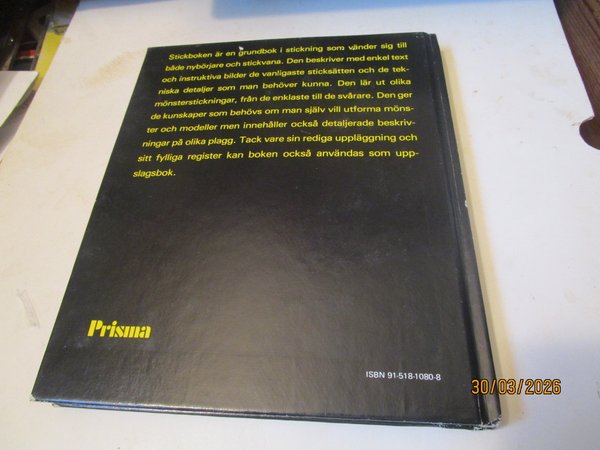 Stickboken är en grundbok i stickning som vänder sig till
både nybörjare och stickvana. Den beskriver med enkel text
och instruktiva bilder de vanligaste sticksätten och de tek-
niska detaljer som man behöver kunna. Den lär ut olika
mönsterstickningar, från de enklaste till de svårare. Den ger
de kunskaper som behövs om man själv vill utforma möns-
ter och modeller men innehåller också detaljerade beskriv-
ningar på olika plagg. Tack vare sin rediga uppläggning och
sitt fylliga register kan boken också användas som upp-
slagsbok.
Prisma
ISBN 91-518-1080-8
30/03/2026